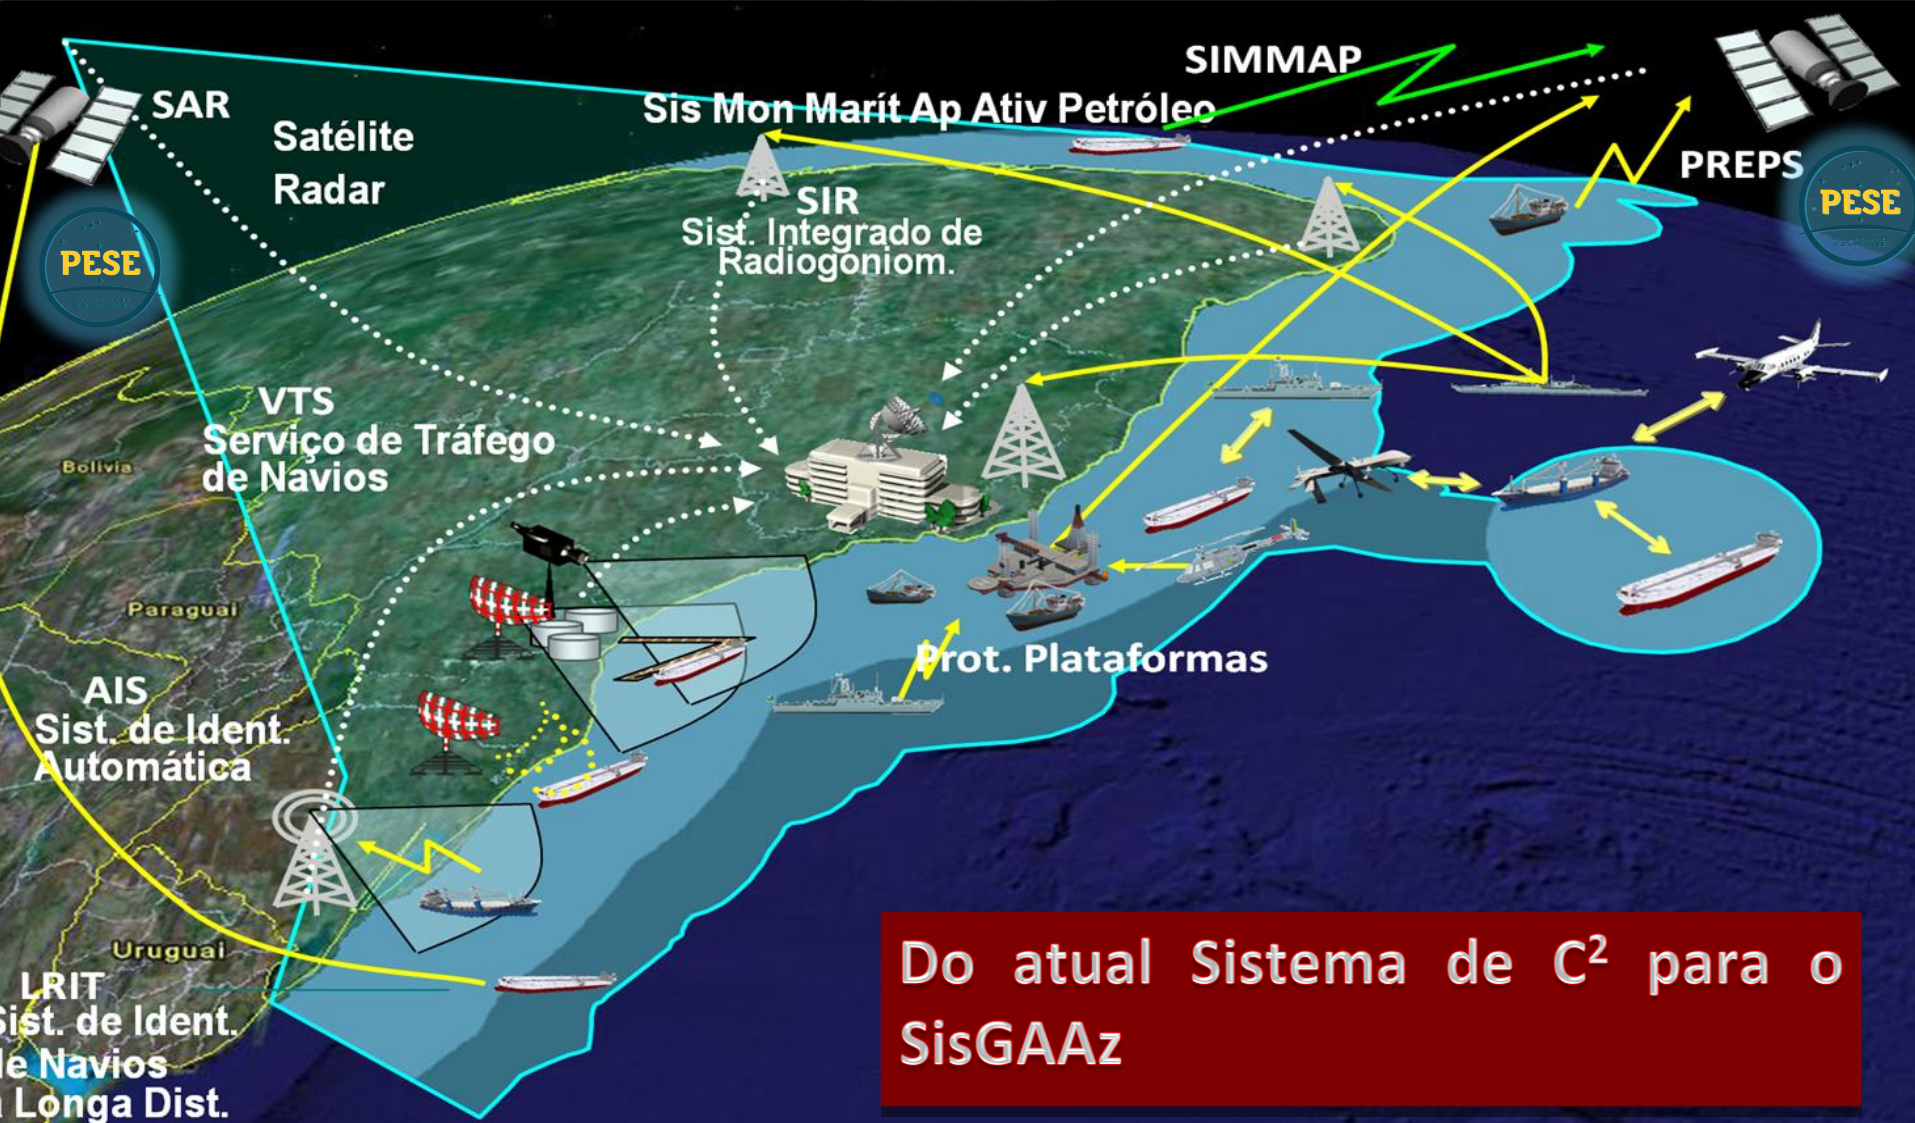 SIMMAP
Sis Mon Marít Ap Ativ Petróleo
SAR
Satélite
Radar
PREPS
PESE
PESE
SIR
Sist. Integrado de
Radiogoniom.
VTS
Serviço de Tráfego
de Navios
Bolivia
Paraguai
Prot. Plataformas
AIS
Sist. de Ident.
Automática
Uruguai
LRIT
Sist. de Ident.
de Navios
a Longa Dist.
Do atual Sistema de C² para o
SisGAAz